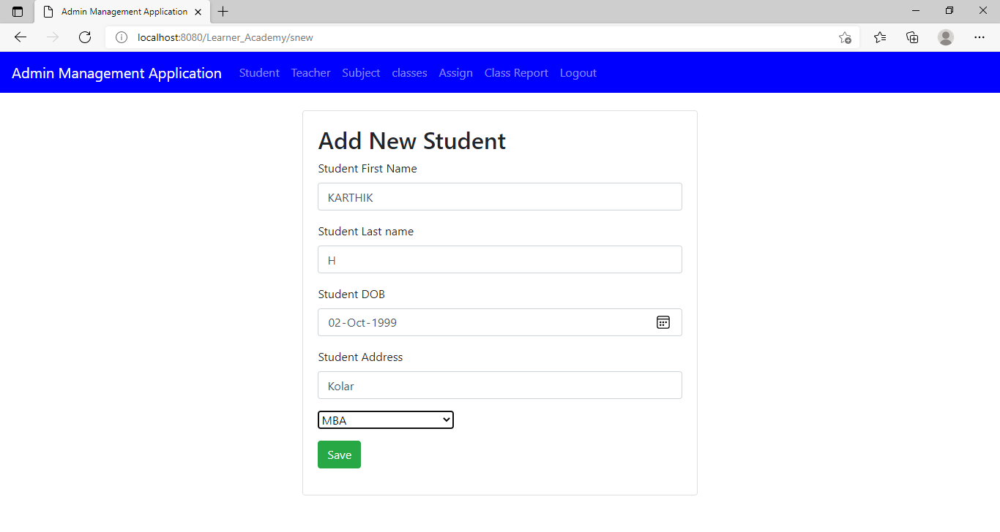 Admin Management Application
localhost:8080/Learner_Academy/snew
Admin Management Application Student Teacher Subject classes Assign Class Report Logout
Add New Student
Student First Name
KARTHIK
Student Last name
H
Student DOB
02-Oct-1999
Student Address
Kolar
MBA
Save